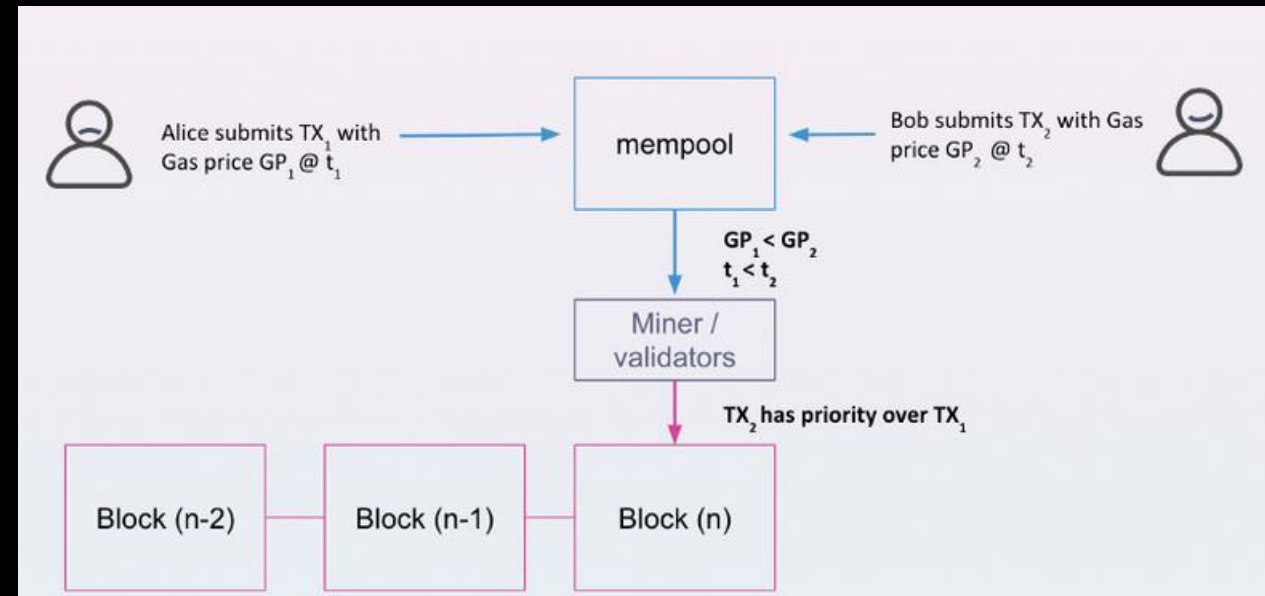 Alice submits TX₁ with
Gas price GP₁ @ t₁
mempool
Bob submits TX₂ with Gas
price GP₂ @ t₂
GP₁ < GP₂
t₁ < t₂
Miner /
validators
TX₂ has priority over TX₁
Block (n-2)
Block (n-1)
Block (n)